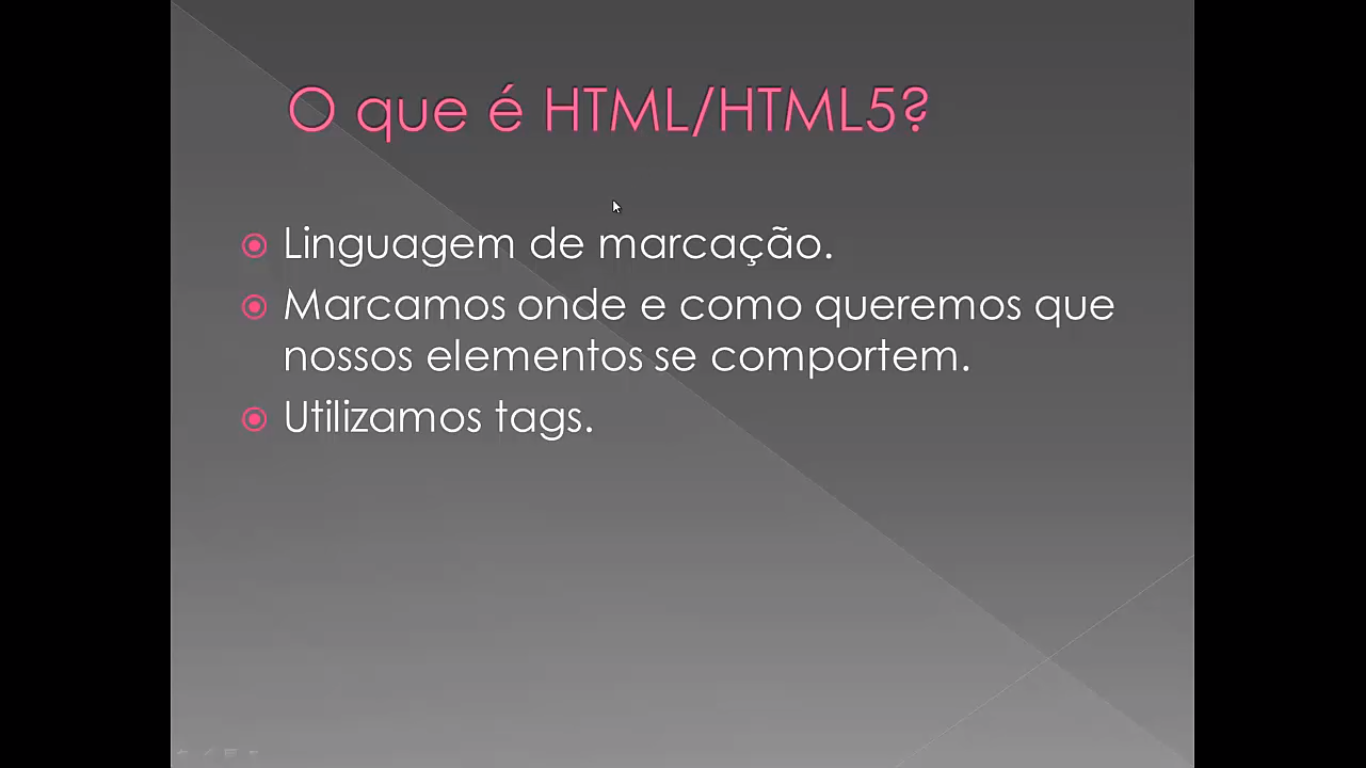 O que é HTML/HTML5?
Linguagem de marcação.
Marcamos onde e como queremos que
nossos elementos se comportem.
Utilizamos tags.